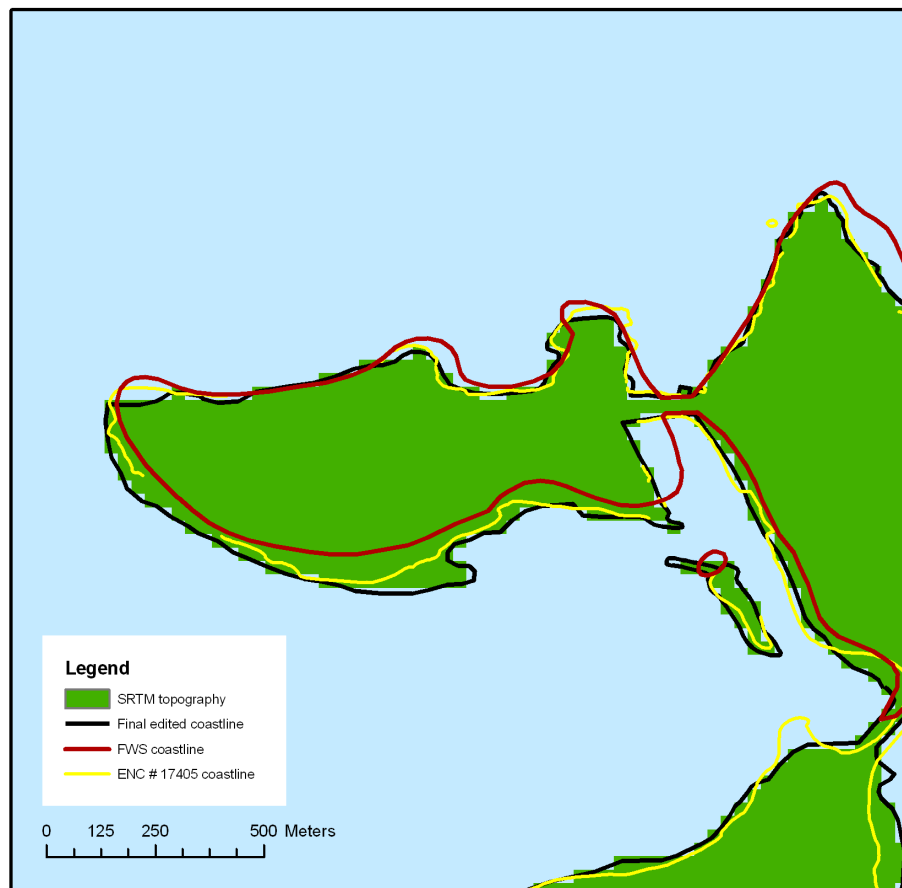 Legend
SRTM topography
Final edited coastline
FWS coastline
ENC # 17405 coastline
0 125 250 500 Meters